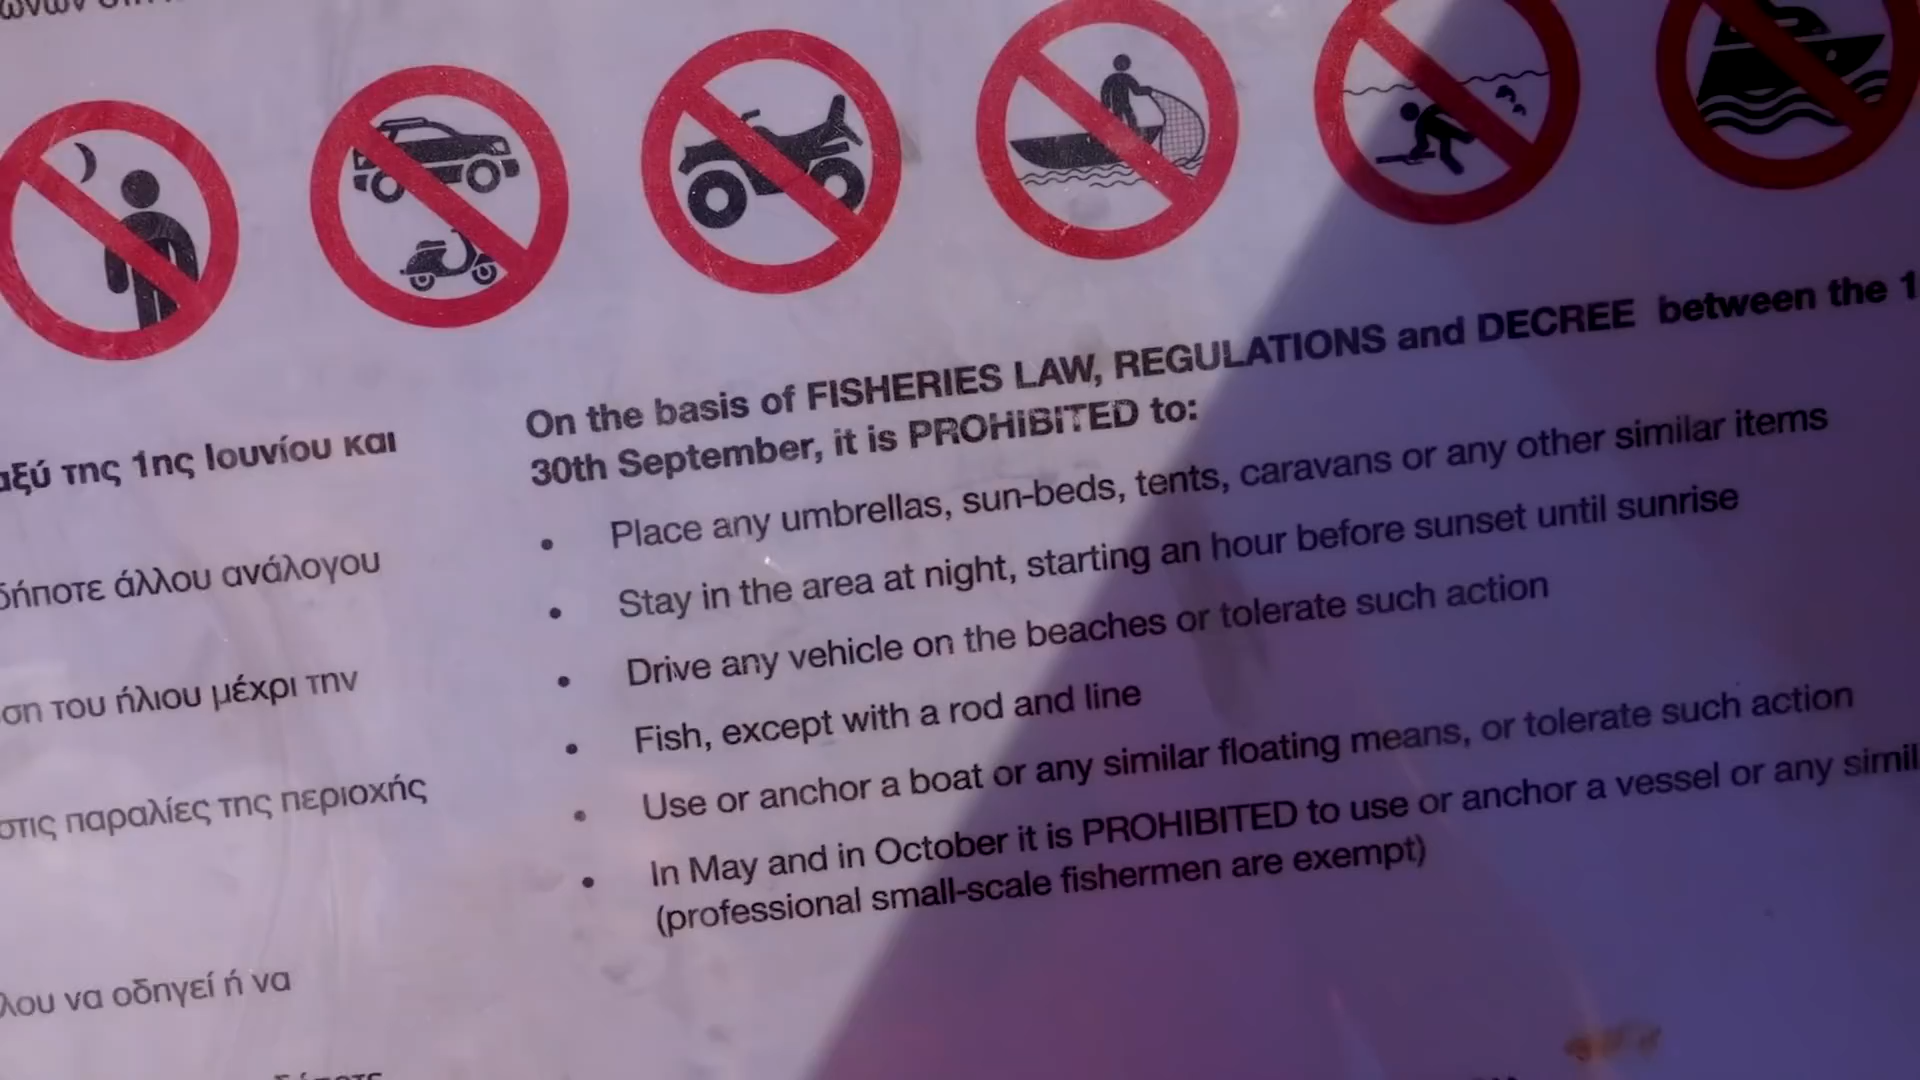 αξύ της 1ης Ιουνίου και
δήποτε άλλου ανάλογου
ση του ήλιου μέχρι την
στις παραλίες της περιοχής
λου να οδηγεί ή να
On the basis of FISHERIES LAW, REGULATIONS and DECREE between the 1
30th September, it is PROHIBITED to:
• Place any umbrellas, sun-beds, tents, caravans or any other similar items
• Stay in the area at night, starting an hour before sunset until sunrise
• Drive any vehicle on the beaches or tolerate such action
• Fish, except with a rod and line
• Use or anchor a boat or any similar floating means, or tolerate such action
• In May and in October it is PROHIBITED to use or anchor a vessel or any simil
(professional small-scale fishermen are exempt)